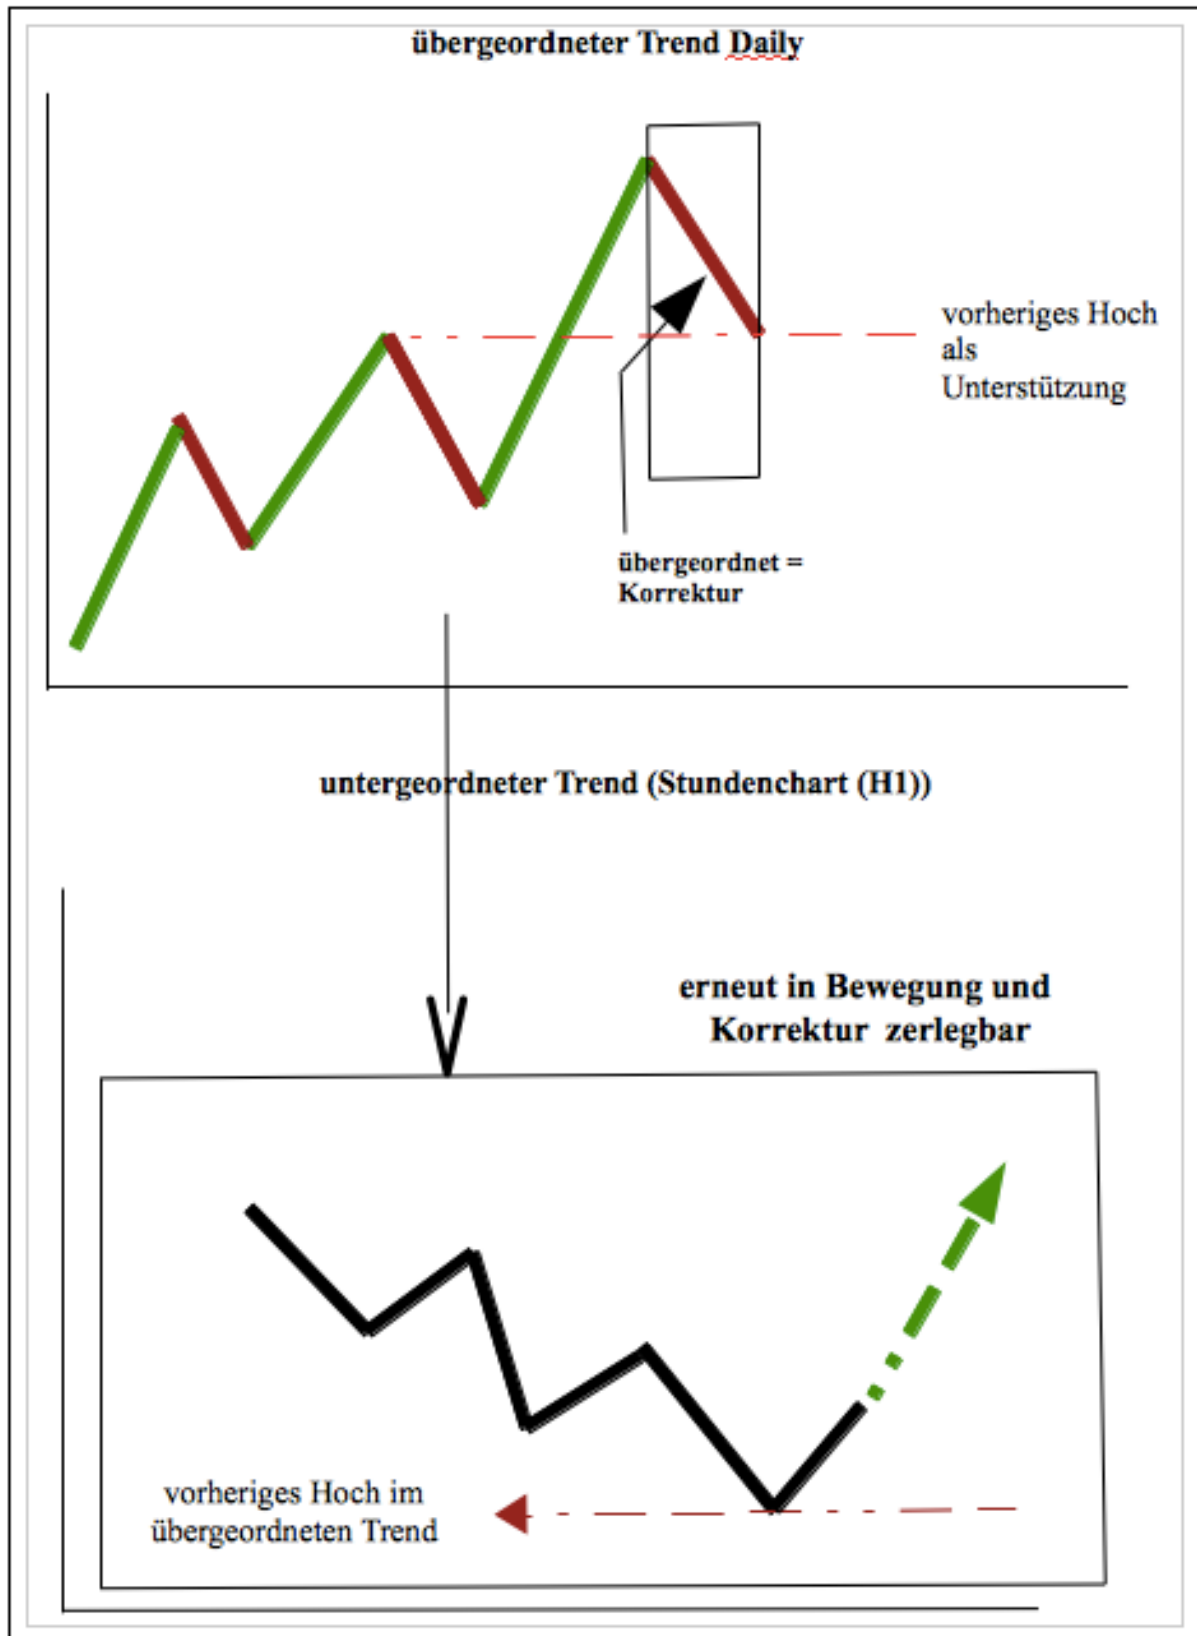 übergeordneter Trend Daily
vorheriges Hoch
als
Unterstützung
übergeordnet =
Korrektur
untergeordneter Trend (Stundenchart (H1))
erneut in Bewegung und
Korrektur zerlegbar
vorheriges Hoch im
übergeordneten Trend